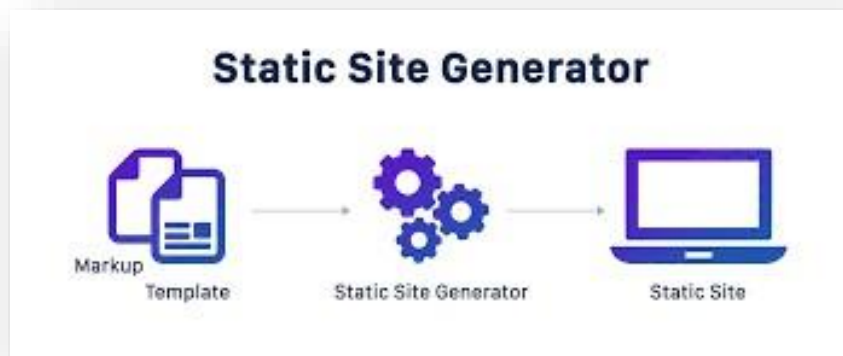 Static Site Generator
Markup
Template
Static Site Generator
Static Site